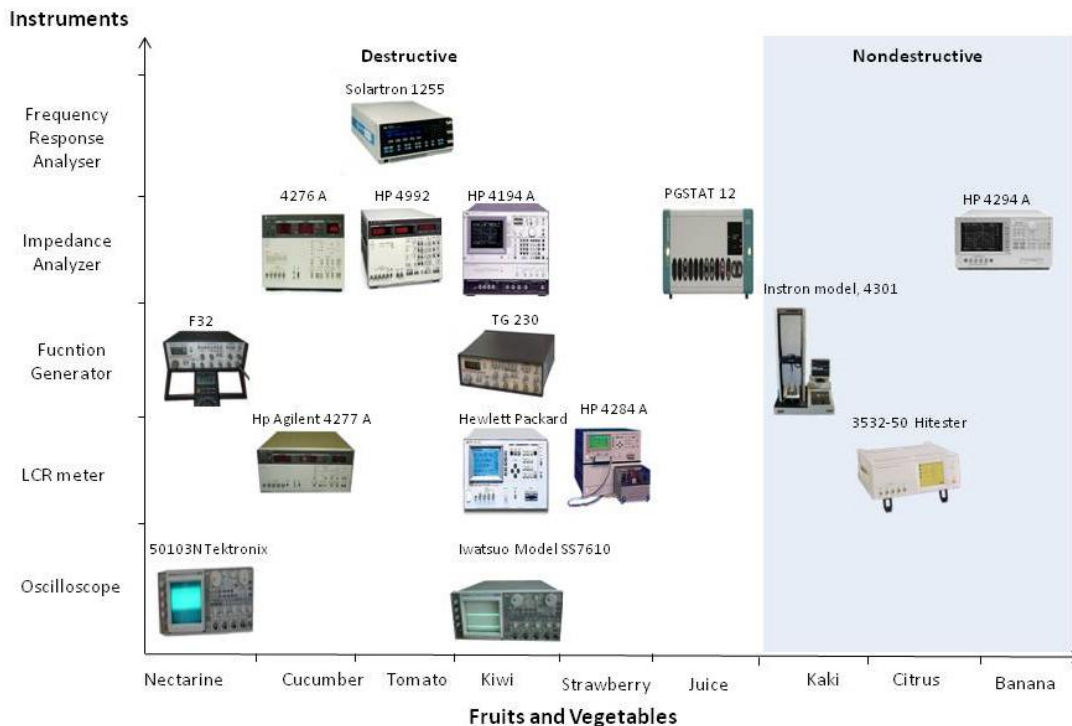 Instruments
Destructive
Nondestructive
Solartron 1255
Frequency
Response
Analyser
4276 A
HP 4992
HP 4194 A
PGSTAT 12
HP 4294 A
Impedance
Analyzer
Instron model, 4301
F32
TG 230
Fucntion
Generator
Hp Agilent 4277 A
Hewlett Packard
HP 4284 A
3532-50 Hitester
LCR meter
50103N Tektronix
Iwatsuo Model SS7610
Oscilloscope
Nectarine
Cucumber
Tomato
Kiwi
Strawberry
Juice
Kaki
Citrus
Banana
Fruits and Vegetables